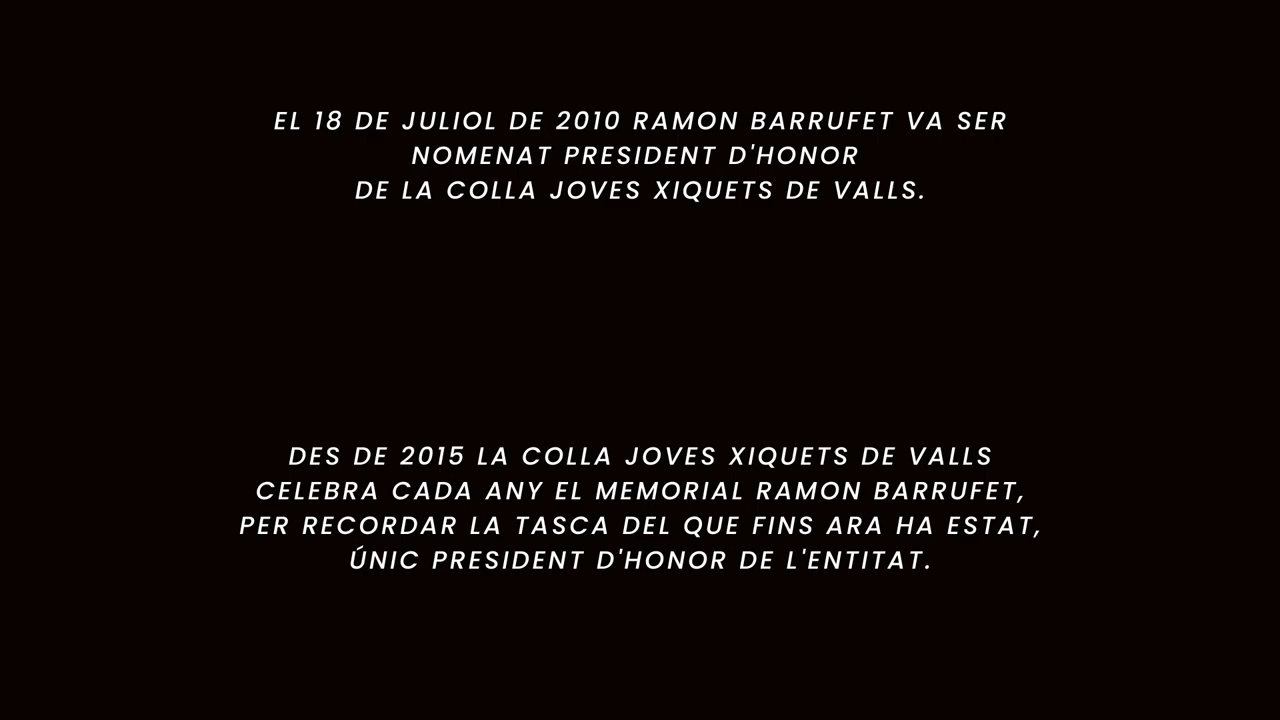 EL 18 DE JULIOL DE 2010 RAMON BARRUFET VA SER
NOMENAT PRESIDENT D'HONOR
DE LA COLLA JOVES XIQUETS DE VALLS.
DES DE 2015 LA COLLA JOVES XIQUETS DE VALLS
CELEBRA CADA ANY EL MEMORIAL RAMON BARRUFET,
PER RECORDAR LA TASCA DEL QUE FINS ARA HA ESTAT,
ÚNIC PRESIDENT D'HONOR DE L'ENTITAT.